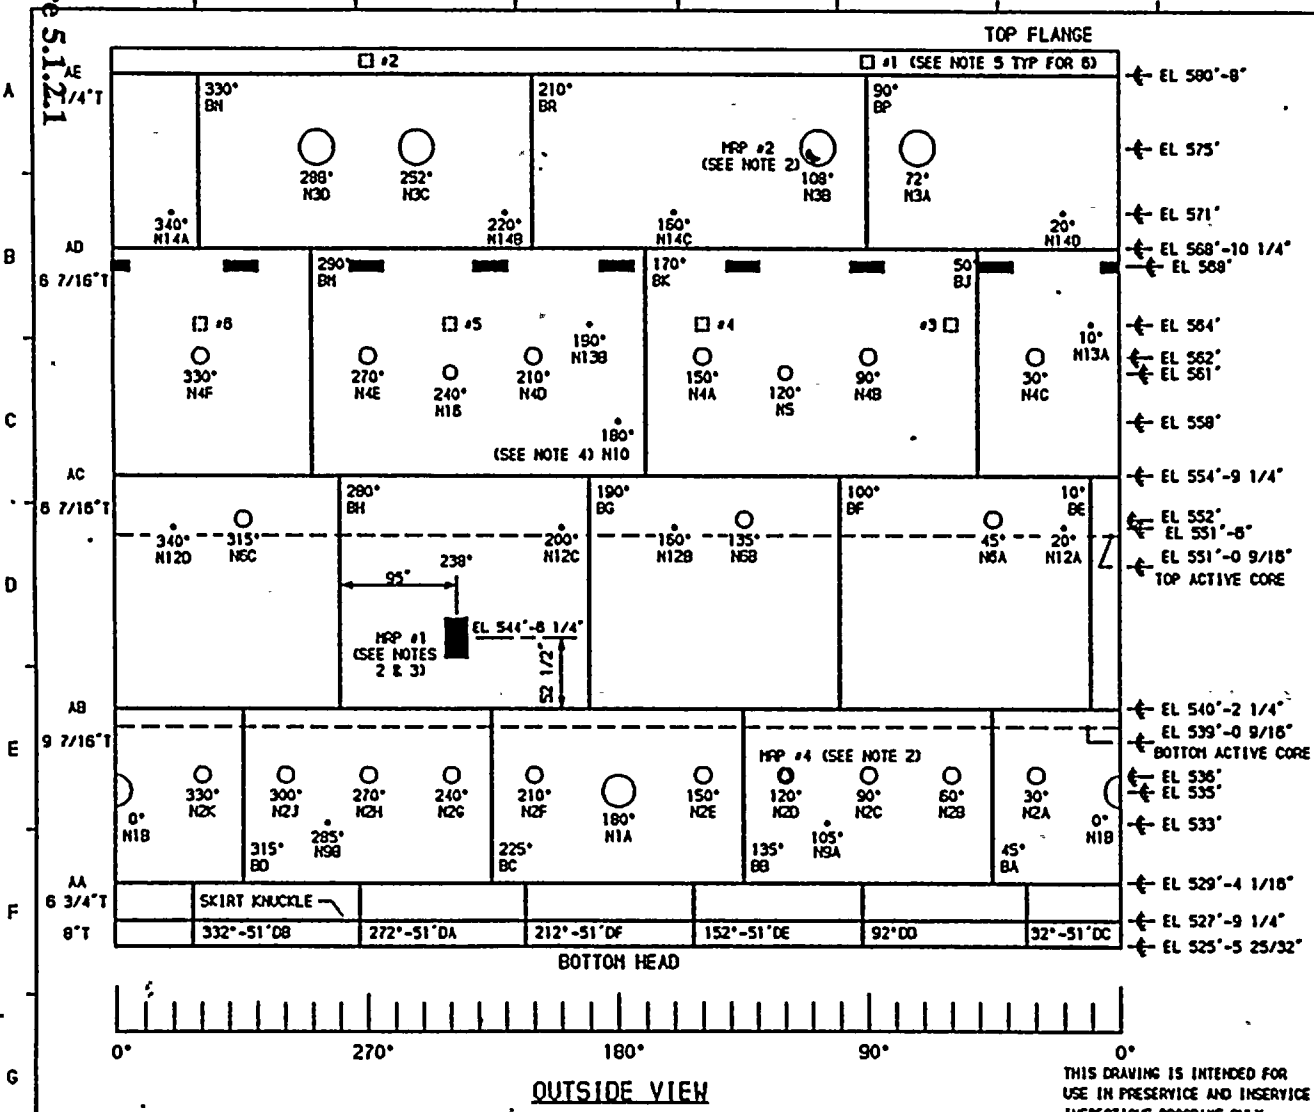 e 5.1.2.1
TOP FLANGE
#2
#1 (SEE NOTE 5 TYP FOR 6)
AE
EL 580'-8"
A
1/4"T
330°
BN
210°
BR
90°
BP
MRP #2
(SEE NOTE 2)
EL 575"
288°
N3D
252°
N3C
108°
N3B
72°
N3A
EL 571"
340°
N14A
220°
N14B
160°
N14C
20°
N14D
AD
EL 568'-10 1/4"
B
6 7/16"T
290°
BM
170°
BK
50°
BJ
EL 568"
#6
#5
#4
#3
EL 564"
190°
N13B
10°
N13A
EL 562"
EL 561"
330°
N4F
270°
N4E
240°
N16
210°
N4D
150°
N4A
120°
N5
90°
N4B
30°
N4C
C
EL 558"
180°
(SEE NOTE 4) N10
AC
EL 554'-9 1/4"
6 7/16"T
280°
BH
190°
BG
100°
BF
10°
BE
EL 552"
EL 551'-6"
340°
N12D
315°
N6C
200°
N12C
160°
N12B
135°
N6B
45°
N6A
20°
N12A
EL 551'-0 9/16"
TOP ACTIVE CORE
D
95"
238°
MRP #1
(SEE NOTES
2 & 3)
EL 544'-6 1/4"
52 1/2"
AB
EL 540'-2 1/4"
EL 539'-0 9/16"
BOTTOM ACTIVE CORE
E
9 7/16"T
MRP #4 (SEE NOTE 2)
EL 536"
EL 535"
0°
N1B
330°
N2K
300°
N2J
270°
N2H
240°
N2G
210°
N2F
180°
N1A
150°
N2E
120°
N2D
90°
N2C
60°
N2B
30°
N2A
0°
N1B
EL 533"
285°
N9B
105°
N9A
315°
BD
225°
BC
135°
BB
45°
BA
AA
EL 529'-4 1/16"
F
6 3/4"T
SKIRT KNUCKLE
EL 527'-9 1/4"
8"T
332°-51"DB
272°-51"DA
212°-51"DF
152°-51"DE
92°DD
32°-51"DC
EL 525'-5 25/32"
BOTTOM HEAD
0°
270°
180°
90°
0°
G
OUTSIDE VIEW
THIS DRAWING IS INTENDED FOR
USE IN PRESERVICE AND INSERVICE